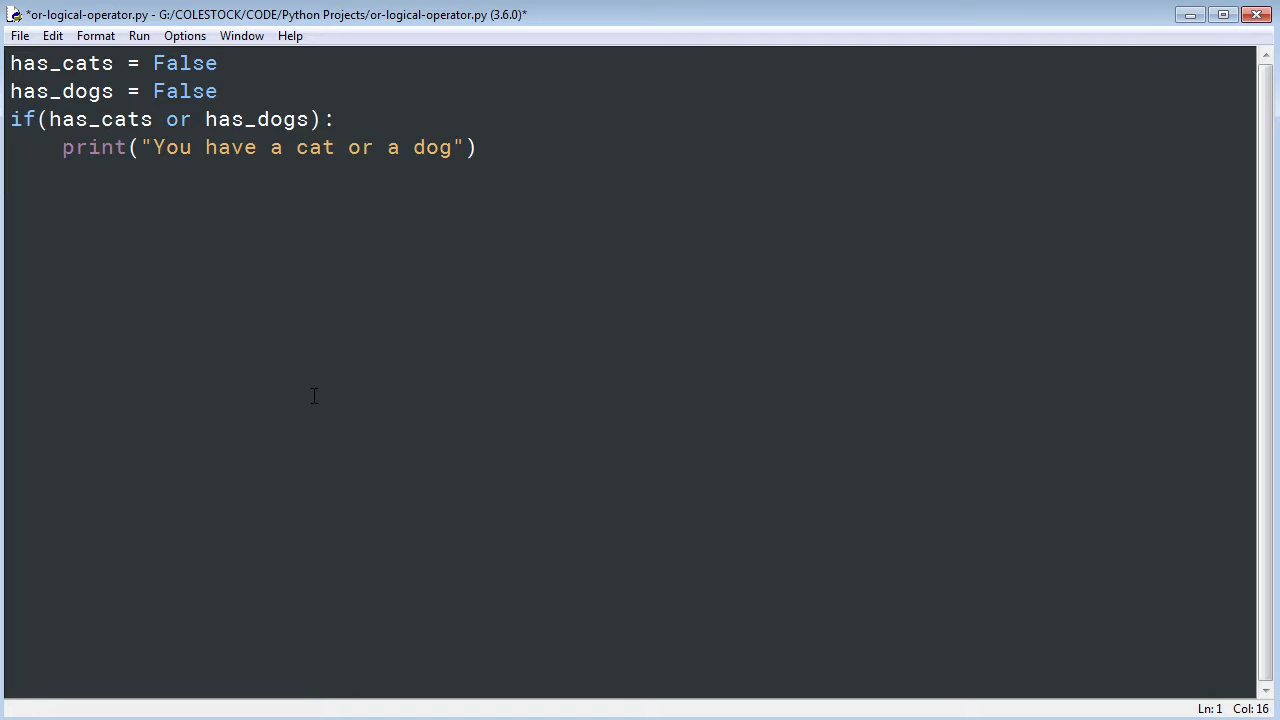 *or-logical-operator.py - G:/COLESTOCK/CODE/Python Projects/or-logical-operator.py (3.6.0)*
File Edit Format Run Options Window Help
has_cats = False
has_dogs = False
if(has_cats or has_dogs):
    print("You have a cat or a dog")
Ln: 1 Col: 16